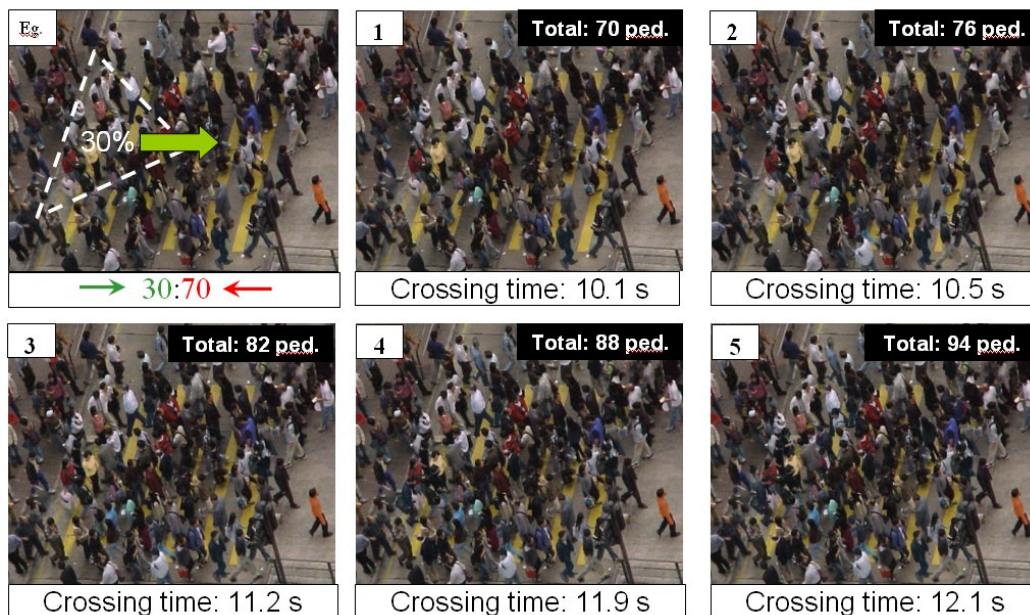 Eg.
30%
→ 30:70 ←
1
Total: 70 ped.
Crossing time: 10.1 s
2
Total: 76 ped.
Crossing time: 10.5 s
3
Total: 82 ped.
Crossing time: 11.2 s
4
Total: 88 ped.
Crossing time: 11.9 s
5
Total: 94 ped.
Crossing time: 12.1 s